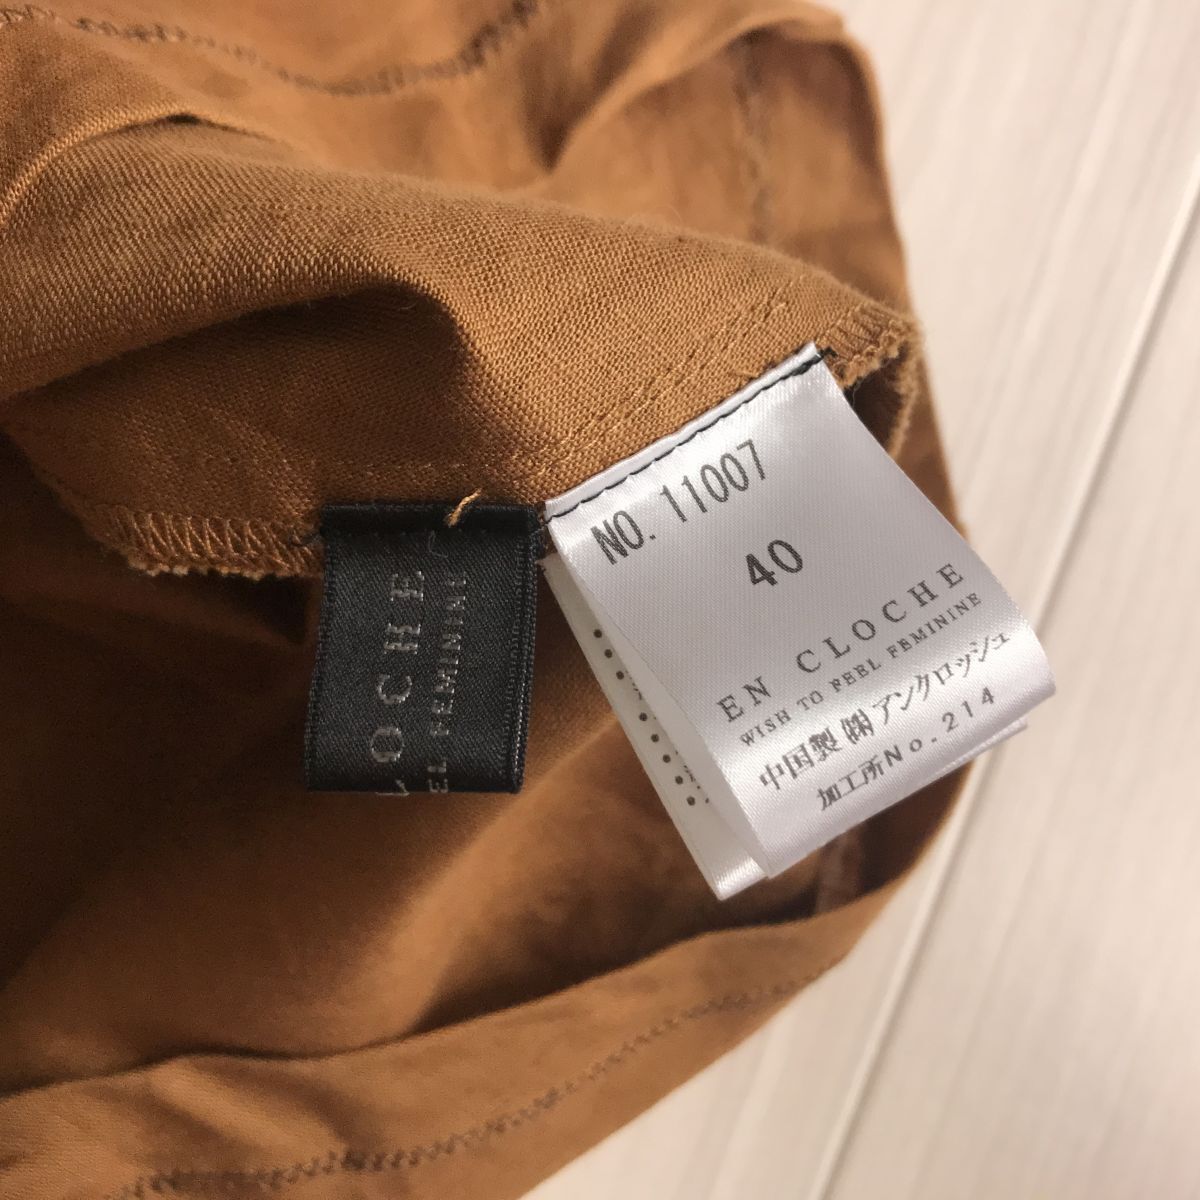 NO. 11007
40
EN CLOCHE
WISH TO FEEL FEMININE
中国製 ㈱アンクロッシュ
加工所No.214
LOCHE
EL FEMININE